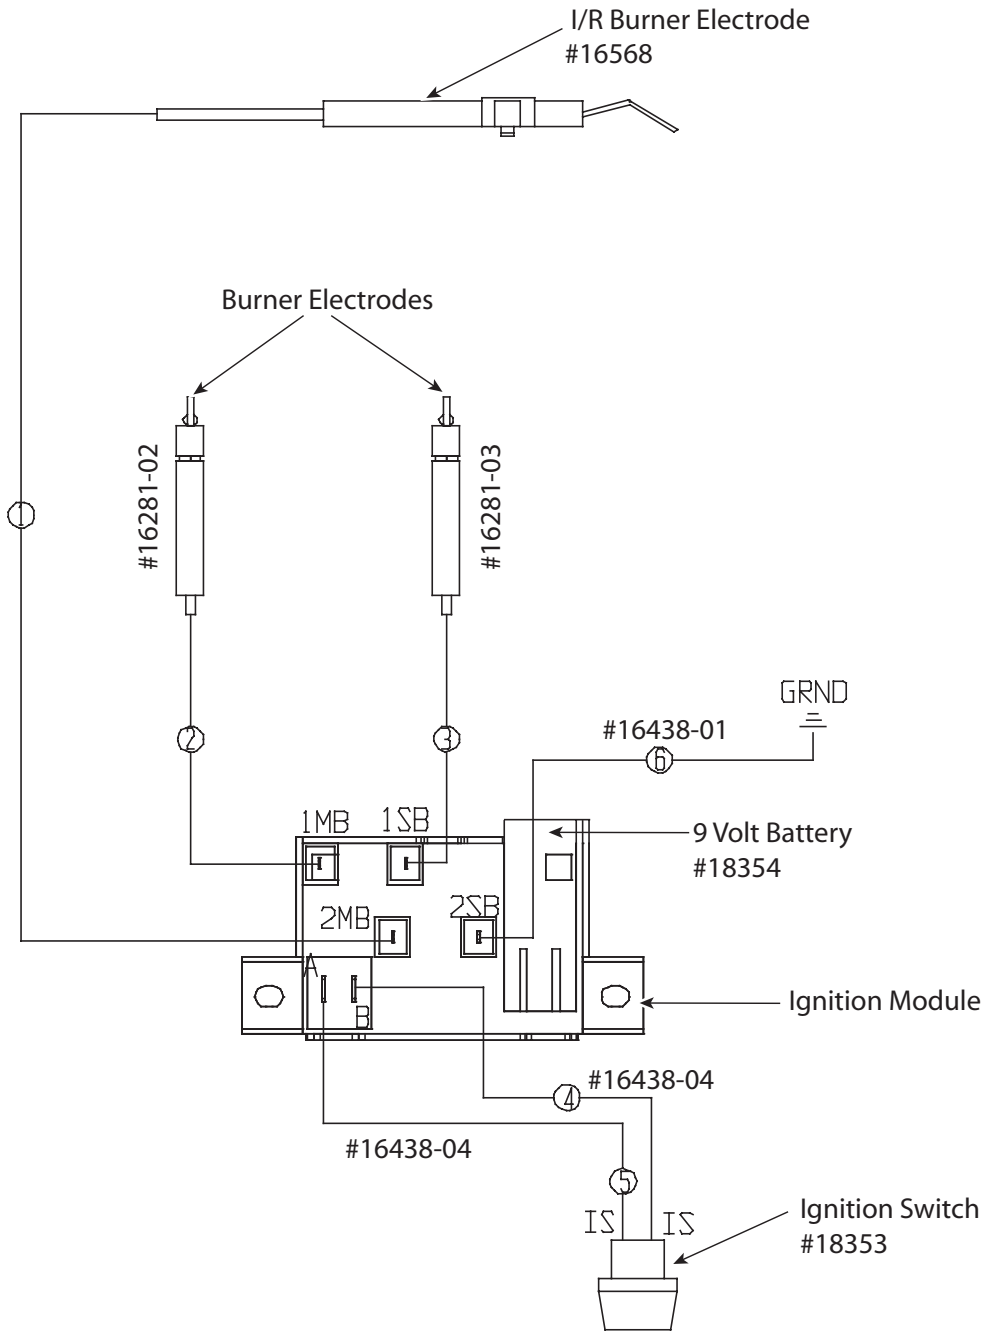 I/R Burner Electrode
#16568
Burner Electrodes
#16281-02
#16281-03
1
2
3
GRND
#16438-01
6
1MB
1SB
9 Volt Battery
#18354
2MB
2SB
A
B
Ignition Module
#16438-04
4
#16438-04
5
IS
IS
Ignition Switch
#18353